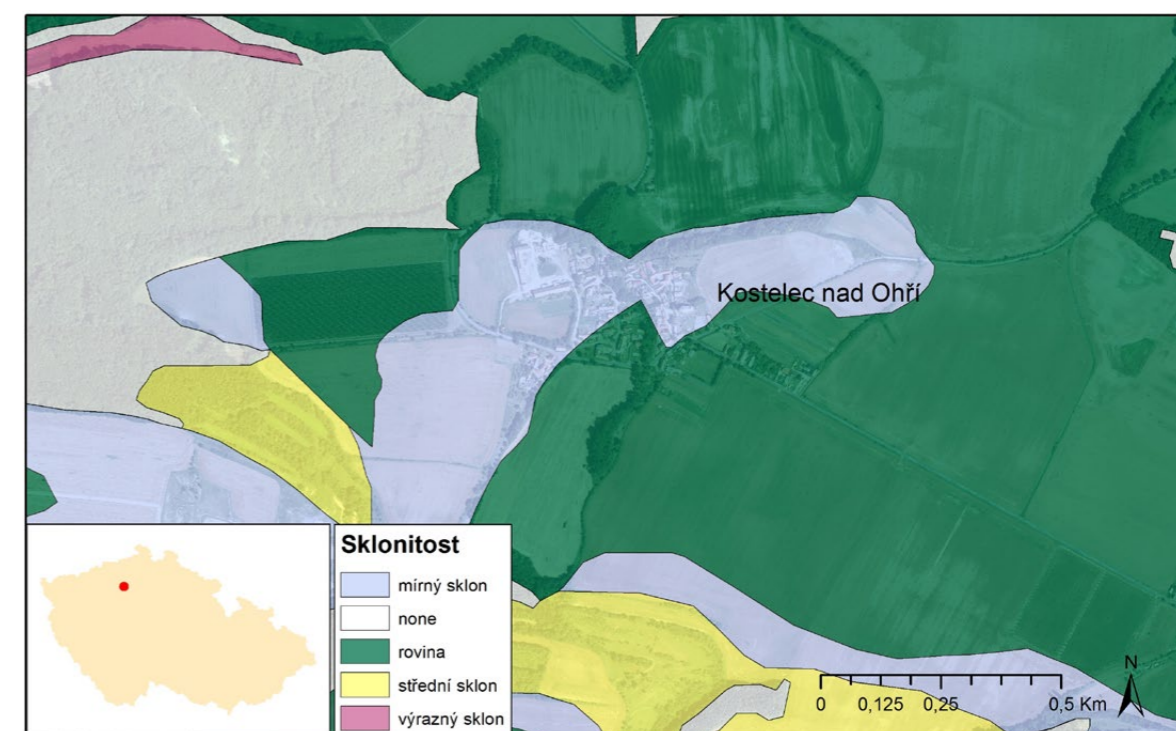 Kostelec nad Ohří
Sklonitost
mírný sklon
none
rovina
střední sklon
výrazný sklon
N
0 0,125 0,25 0,5 Km